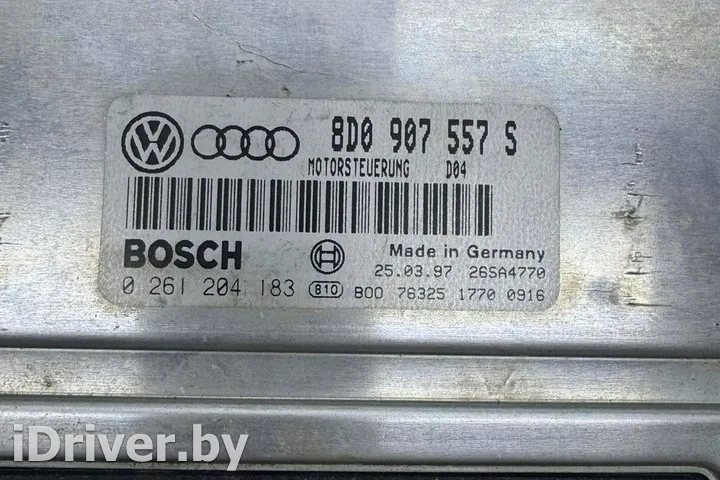 8D0 907 557 S
MOTORSTEUERUNG D04
BOSCH
Made in Germany
25.03.97 26SA4770
0 261 204 183 810 B00 76325 1770 0916
iDriver.by